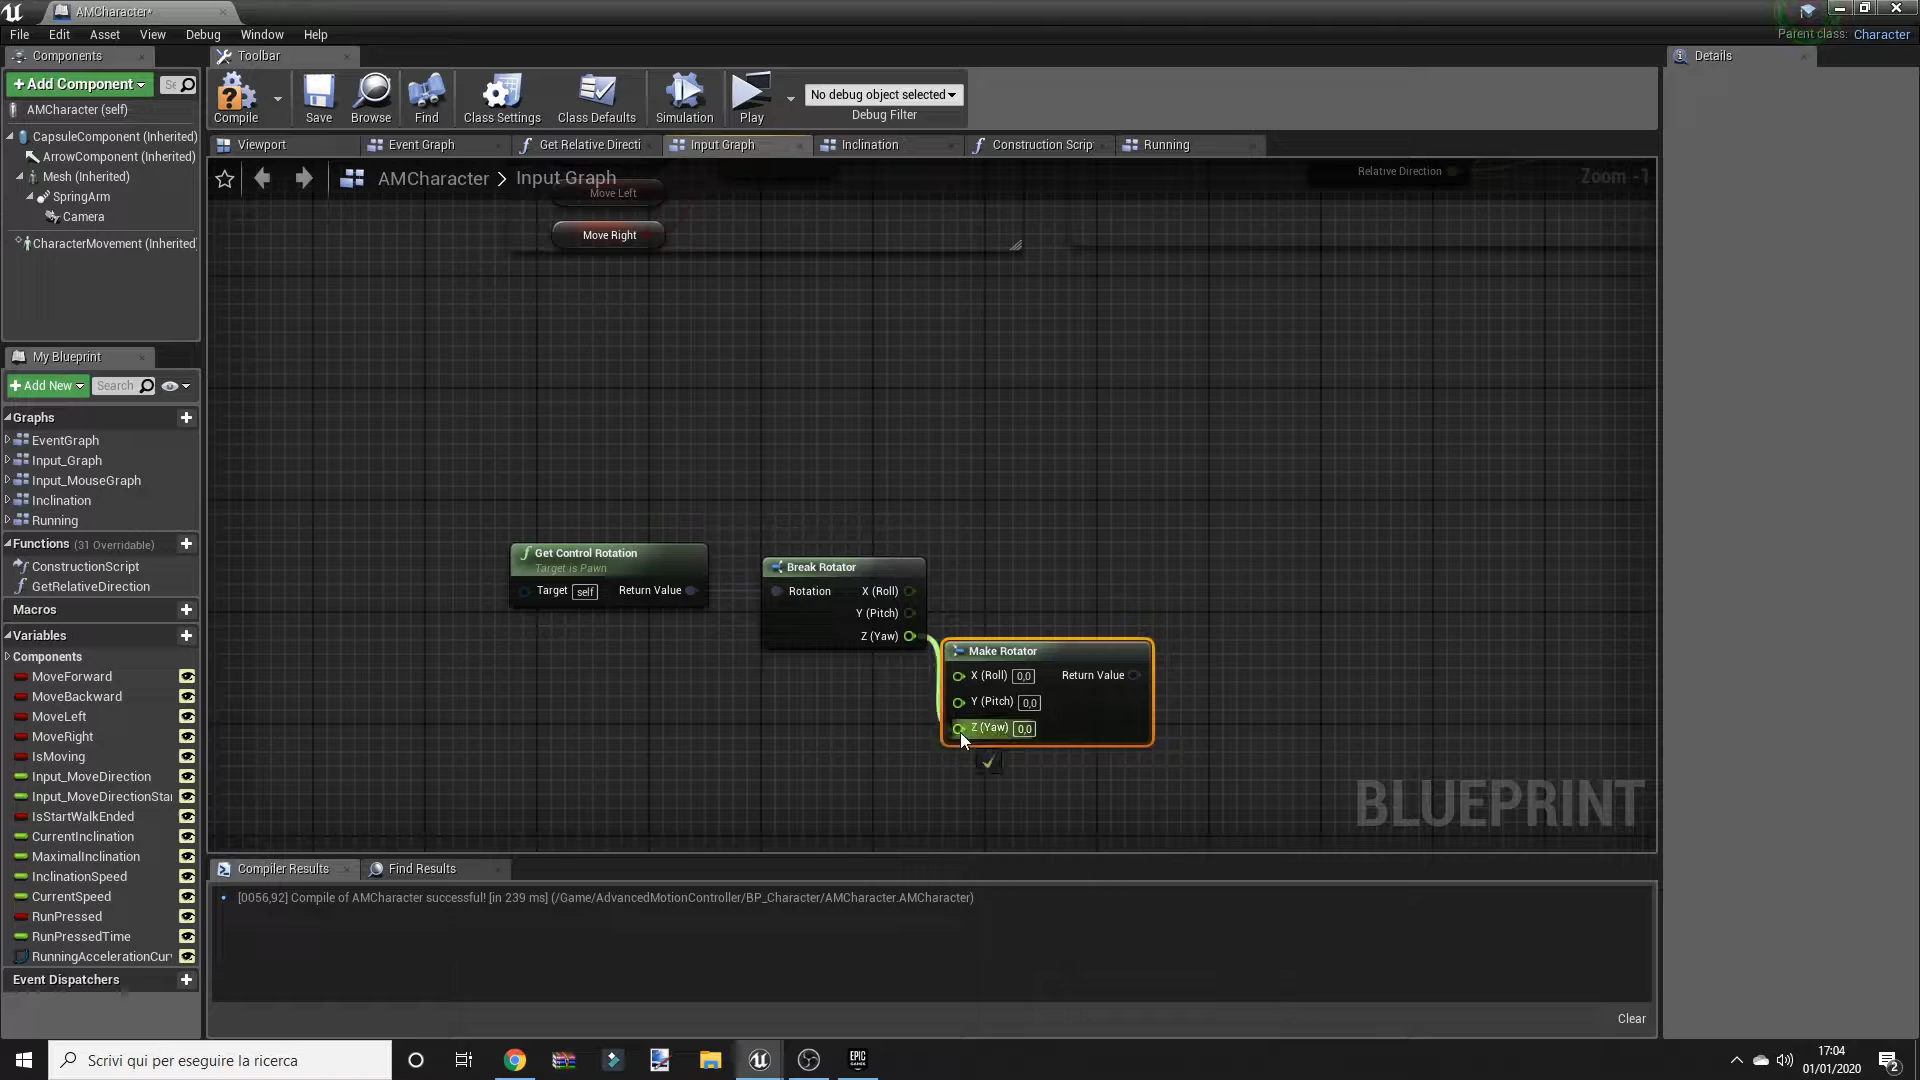 AMCharacter*
File Edit Asset View Debug Window Help
Parent class: Character
Components
Toolbar
Details
+Add Component
Se
Compile
Save
Browse
Find
Class Settings
Class Defaults
Simulation
Play
No debug object selected
Debug Filter
AMCharacter (self)
CapsuleComponent (Inherited)
ArrowComponent (Inherited)
Mesh (Inherited)
SpringArm
Camera
CharacterMovement (Inherited
Viewport
Event Graph
Get Relative Directi
Input Graph
Inclination
Construction Scrip
Running
AMCharacter > Input Graph
Relative Direction
Zoom -1
Move Left
Move Right
My Blueprint
+Add New
Search
Graphs
EventGraph
Input_Graph
Input_MouseGraph
Inclination
Running
Functions (31 Overridable)
ConstructionScript
GetRelativeDirection
Macros
Variables
Components
MoveForward
MoveBackward
MoveLeft
MoveRight
IsMoving
Input_MoveDirection
Input_MoveDirectionStar
IsStartWalkEnded
CurrentInclination
MaximalInclination
InclinationSpeed
CurrentSpeed
RunPressed
RunPressedTime
RunningAccelerationCur
Event Dispatchers
Get Control Rotation
Target is Pawn
Target self Return Value
Break Rotator
Rotation X (Roll)
Y (Pitch)
Z (Yaw)
Make Rotator
X (Roll) 0,0 Return Value
Y (Pitch) 0,0
Z (Yaw) 0,0
BLUEPRINT
Compiler Results
Find Results
[0056,92] Compile of AMCharacter successful! [in 239 ms] (/Game/AdvancedMotionController/BP_Character/AMCharacter.AMCharacter)
Clear
Scrivi qui per eseguire la ricerca
EPIC
GAMES
17:04
01/01/2020
2